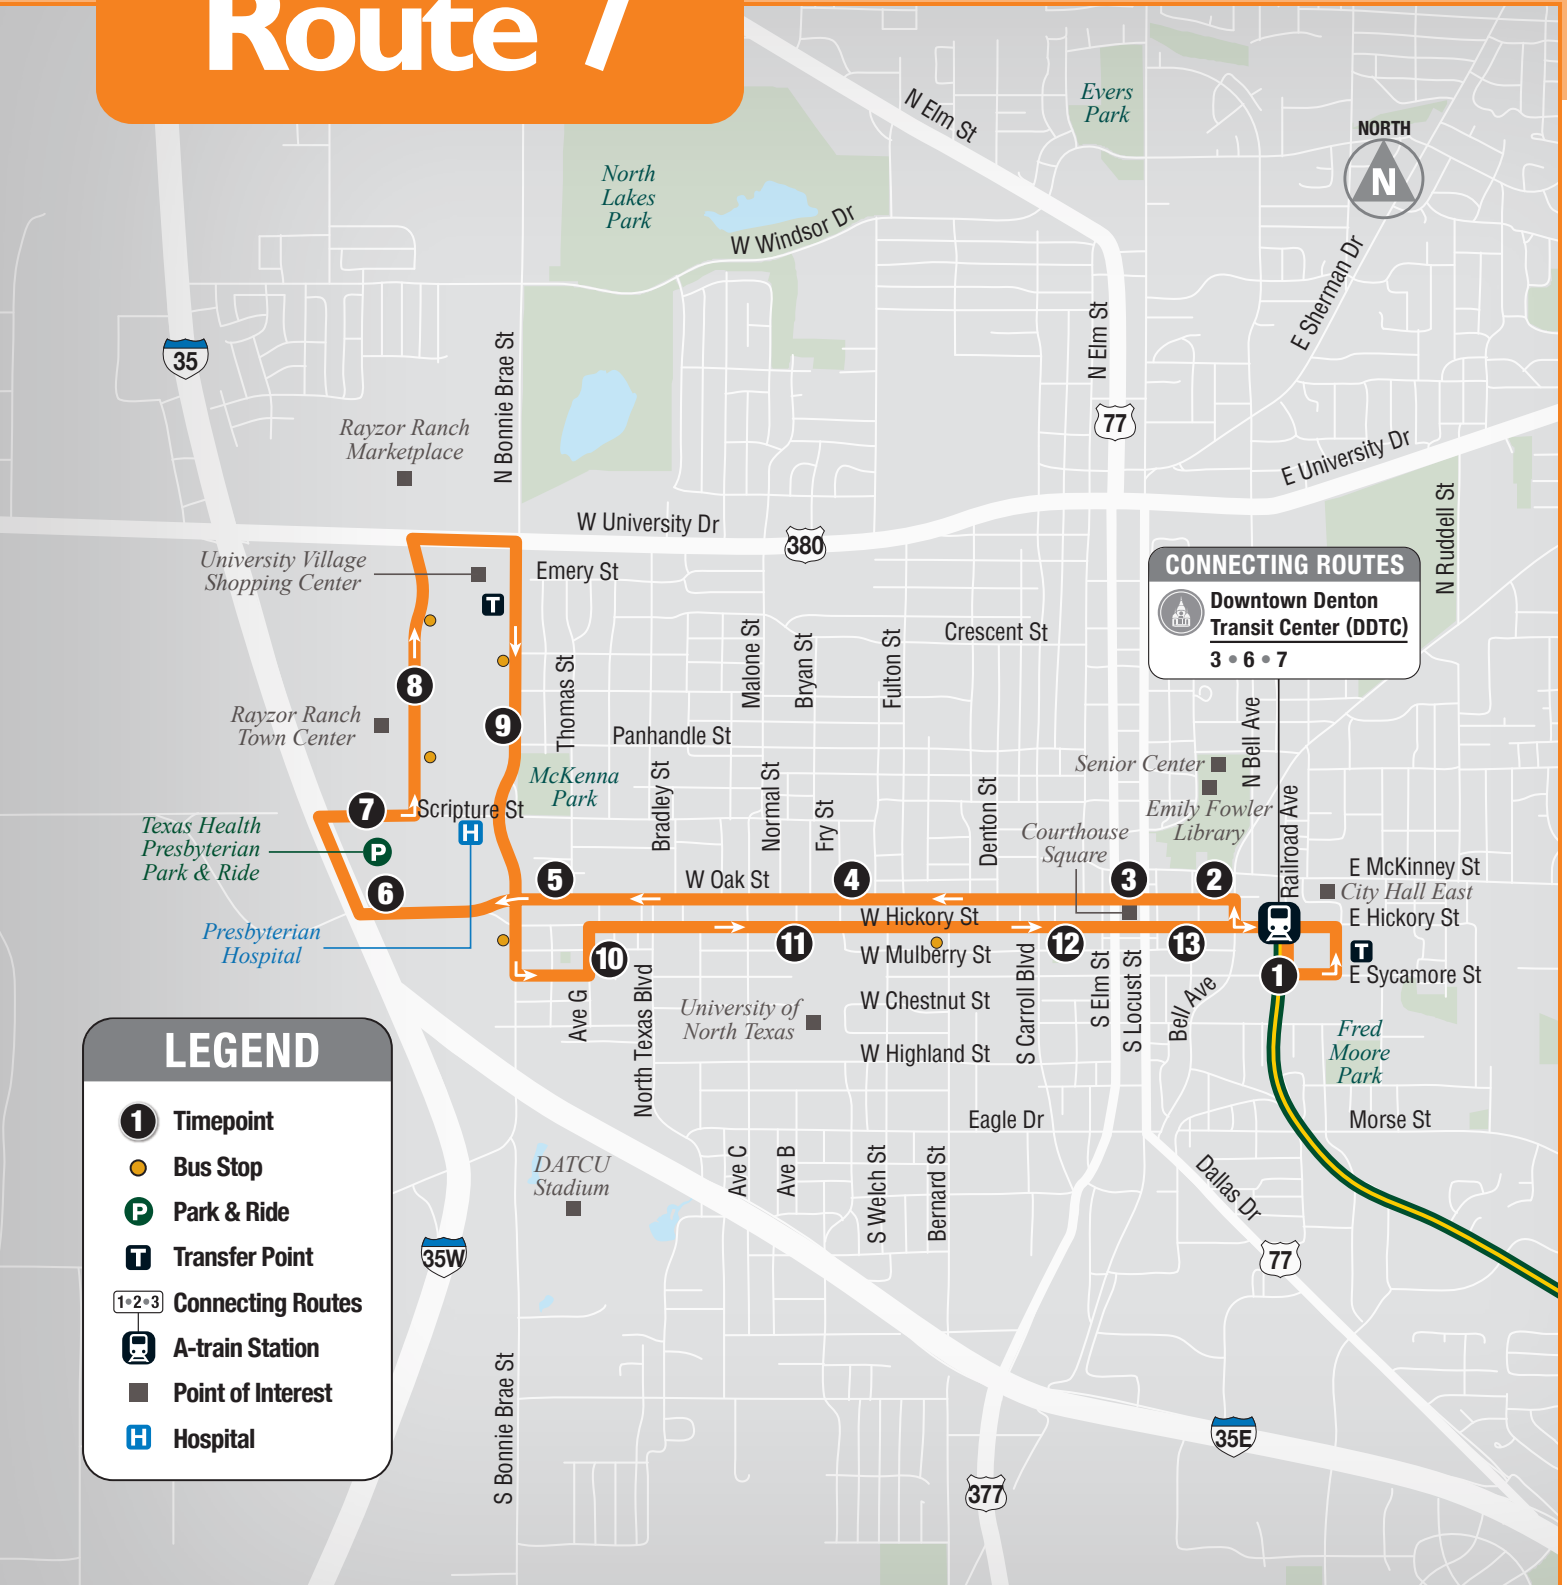 Route 7
N Elm St
Evers
Park
NORTH
N
North
Lakes
Park
W Windsor Dr
E Sherman Dr
35
N Bonnie Brae St
N Elm St
77
Rayzor Ranch
Marketplace
E University Dr
N Ruddell St
W University Dr
380
University Village
Shopping Center
Emery St
T
CONNECTING ROUTES
Downtown Denton
Transit Center (DDTC)
3 • 6 • 7
Crescent St
Malone St
Bryan St
Fulton St
Thomas St
8
9
Rayzor Ranch
Town Center
Panhandle St
N Bell Ave
Senior Center
McKenna
Park
Bradley St
Normal St
Fry St
Denton St
Emily Fowler
Library
Railroad Ave
7
Scripture St
H
Texas Health
Presbyterian
Park & Ride
P
Courthouse
Square
E McKinney St
City Hall East
6
5
W Oak St
4
3
2
W Hickory St
E Hickory St
Presbyterian
Hospital
10
11
W Mulberry St
12
13
T
1
E Sycamore St
Ave G
North Texas Blvd
University of
North Texas
W Chestnut St
S Carroll Blvd
S Elm St
S Locust St
Bell Ave
W Highland St
Fred
Moore
Park
Eagle Dr
Morse St
DATCU
Stadium
Ave C
Ave B
S Welch St
Bernard St
Dallas Dr
77
35W
S Bonnie Brae St
35E
377
LEGEND
1 Timepoint
Bus Stop
P Park & Ride
T Transfer Point
1•2•3 Connecting Routes
A-train Station
Point of Interest
H Hospital